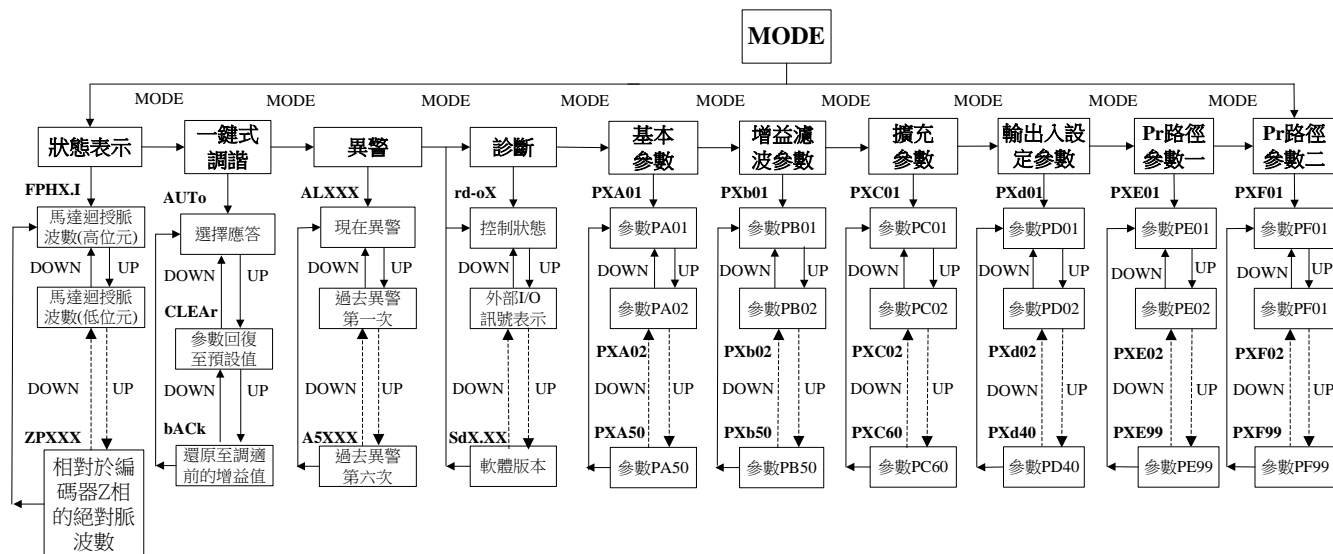 MODE
MODE MODE MODE MODE MODE MODE MODE MODE MODE
狀態表示
一鍵式
調諧
異警
診斷
基本
參數
增益濾
波參數
擴充
參數
輸出入設
定參數
Pr路徑
參數一
Pr路徑
參數二
FPHX.I
馬達迴授脈
波數(高位元)
DOWN UP
馬達迴授脈
波數(低位元)
DOWN UP
ZPXXX
相對於編
碼器Z相
的絕對脈
波數
AUTo
選擇應答
DOWN UP
CLEAr
參數回復
至預設值
DOWN UP
bACk
還原至調適
前的增益值
ALXXX
現在異警
DOWN UP
過去異警
第一次
DOWN UP
A5XXX
過去異警
第六次
rd-oX
控制狀態
DOWN UP
外部I/O
訊號表示
DOWN UP
SdX.XX
軟體版本
PXA01
參數PA01
DOWN UP
參數PA02
PXA02
DOWN UP
PXA50
參數PA50
PXb01
參數PB01
DOWN UP
參數PB02
PXb02
DOWN UP
PXb50
參數PB50
PXC01
參數PC01
DOWN UP
參數PC02
PXC02
DOWN UP
PXC60
參數PC60
PXd01
參數PD01
DOWN UP
參數PD02
PXd02
DOWN UP
PXd40
參數PD40
PXE01
參數PE01
DOWN UP
參數PE02
PXE02
DOWN UP
PXE99
參數PE99
PXF01
參數PF01
DOWN UP
參數PF01
PXF02
DOWN UP
PXF99
參數PF99